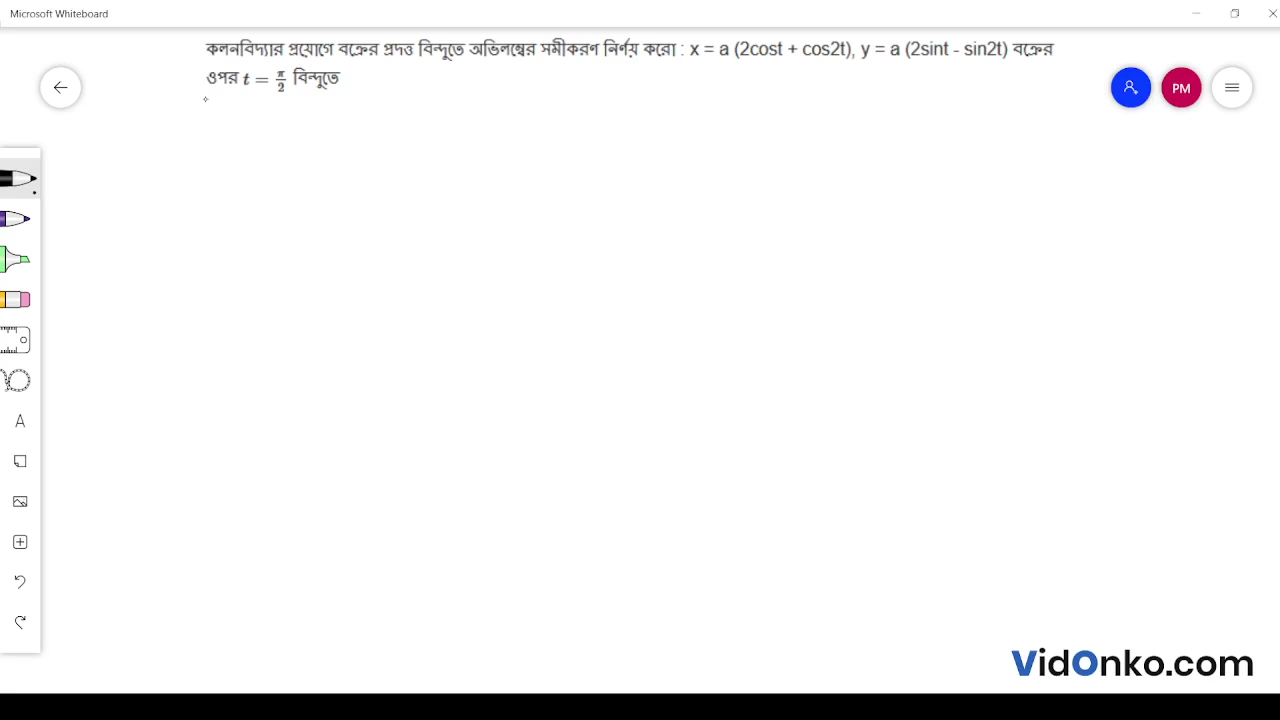 Microsoft Whiteboard
কলনবিদ্যার প্রয়োগে বক্রের প্রদত্ত বিন্দুতে অভিলম্বের সমীকরণ নির্ণয় করো : x = a (2cost + cos2t), y = a (2sint - sin2t) বক্রের
ওপর t = π/2 বিন্দুতে
PM
A
VidOnko.com